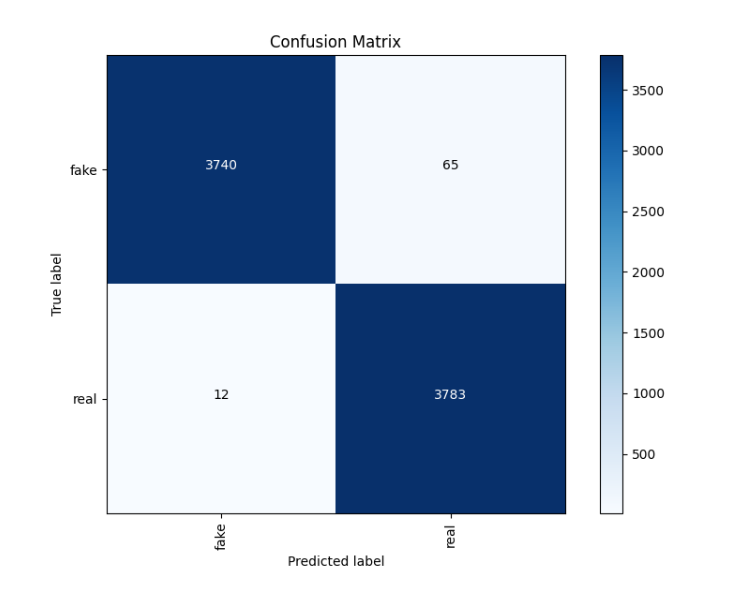 Confusion Matrix
True label
fake
3740
65
real
12
3783
fake
real
Predicted label
3500
3000
2500
2000
1500
1000
500